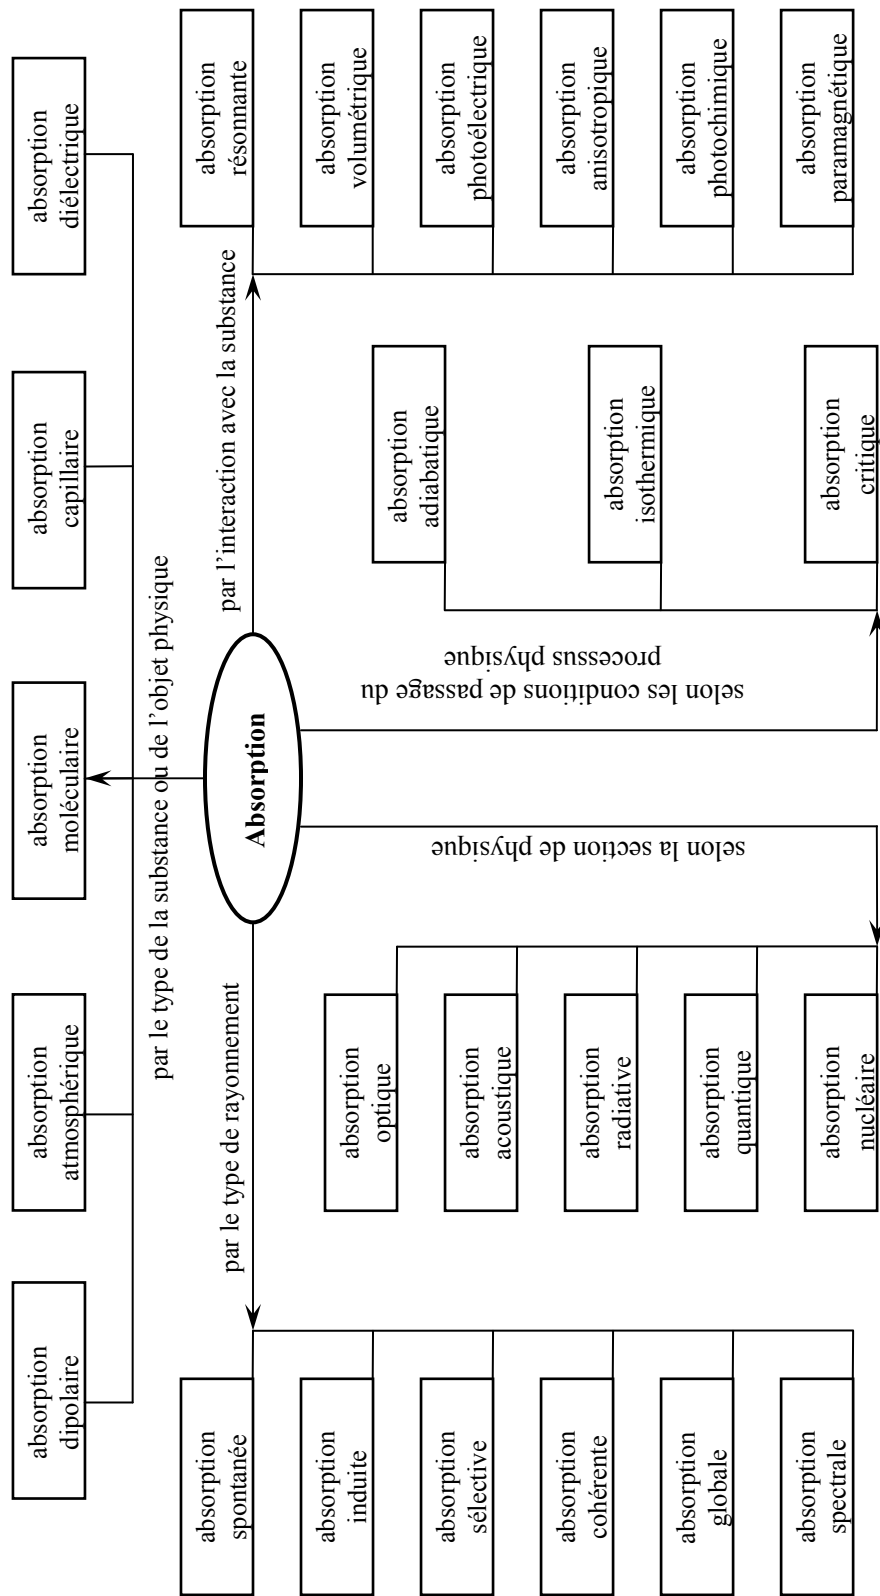 absorption
dipolaire
absorption
atmosphérique
absorption
moléculaire
absorption
capillaire
absorption
diélectrique
par le type de la substance ou de l'objet physique
par le type de rayonnement
Absorption
par l'interaction avec la substance
absorption
spontanée
absorption
induite
absorption
sélective
absorption
cohérente
absorption
globale
absorption
spectrale
selon la section de physique
absorption
optique
absorption
acoustique
absorption
radiative
absorption
quantique
absorption
nucléaire
selon les conditions de passage du
processus physique
absorption
adiabatique
absorption
isothermique
absorption
critique
absorption
résonnante
absorption
volumétrique
absorption
photoélectrique
absorption
anisotropique
absorption
photochimique
absorption
paramagnétique